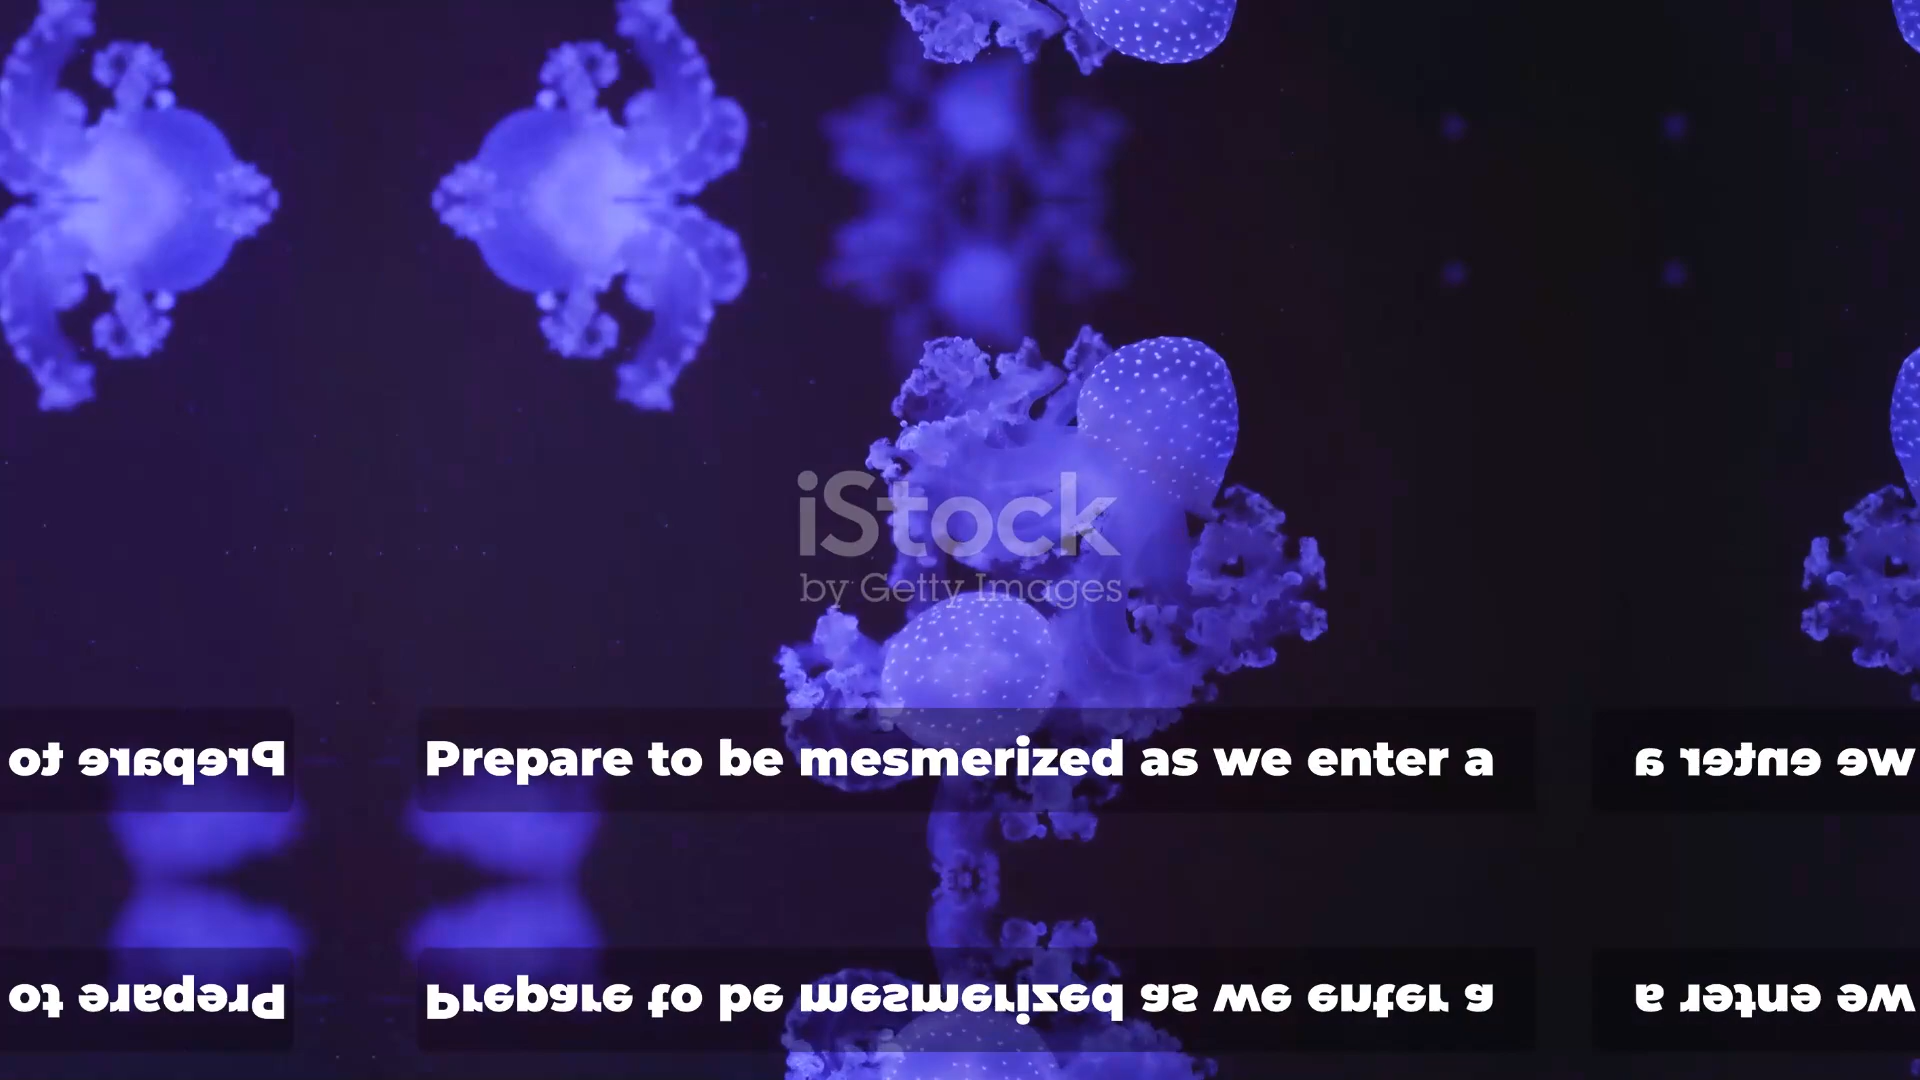 iStock
by Getty Images
Prepare to
Prepare to be mesmerized as we enter a
we enter a
Prepare to
Prepare to be mesmerized as we enter a
we enter a